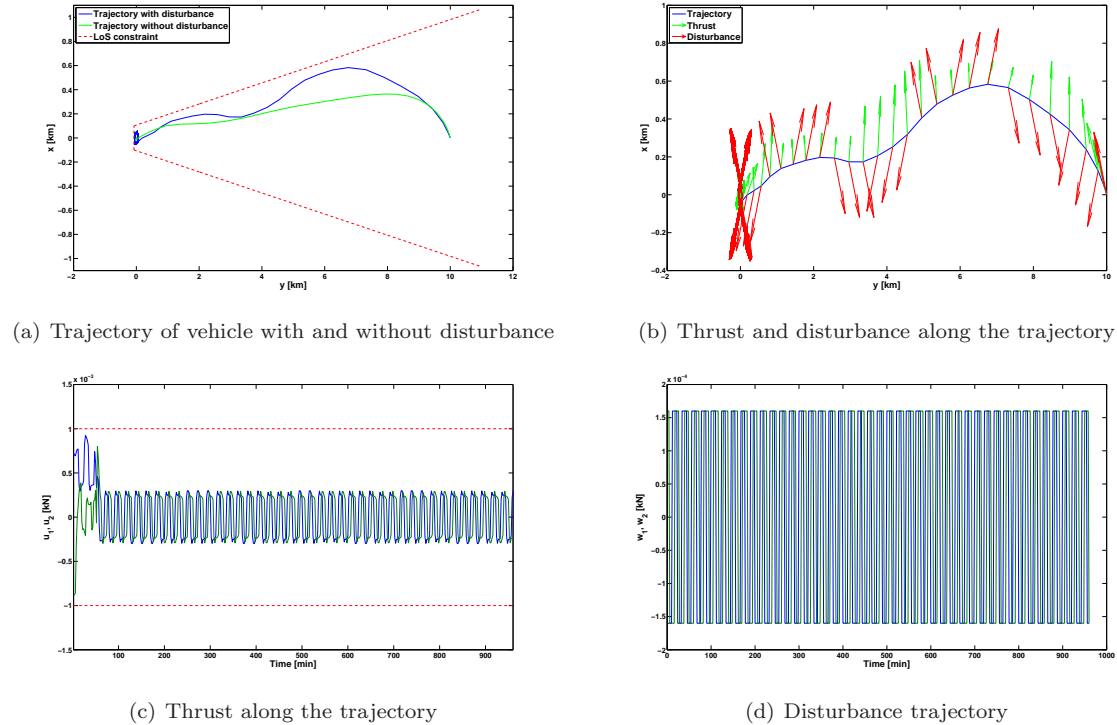 1
0.8
0.6
0.4
0.2
0
0.2
0.4
0.6
0.8
1
x [km]
Trajectory with disturbance
Trajectory without disturbance
LoS constraint
−2 0 2 4 6 8 10 12
y [km]
(a) Trajectory of vehicle with and without disturbance
1
0.8
0.6
0.4
0.2
0
0.2
−0.4
x [km]
Trajectory
Thrust
Disturbance
−2 0 2 4 6 8 10
y [km]
(b) Thrust and disturbance along the trajectory
x 10⁻³
1.5
1
0.5
0
−0.5
−1
−1.5
u₁, u₂ [kN]
100 200 300 400 500 600 700 800 900
Time [min]
(c) Thrust along the trajectory
x 10⁻⁴
2
1.5
1
0.5
0
−0.5
−1
−1.5
−2
w₁, w₂ [kN]
0 100 200 300 400 500 600 700 800 900 1000
Time [min]
(d) Disturbance trajectory